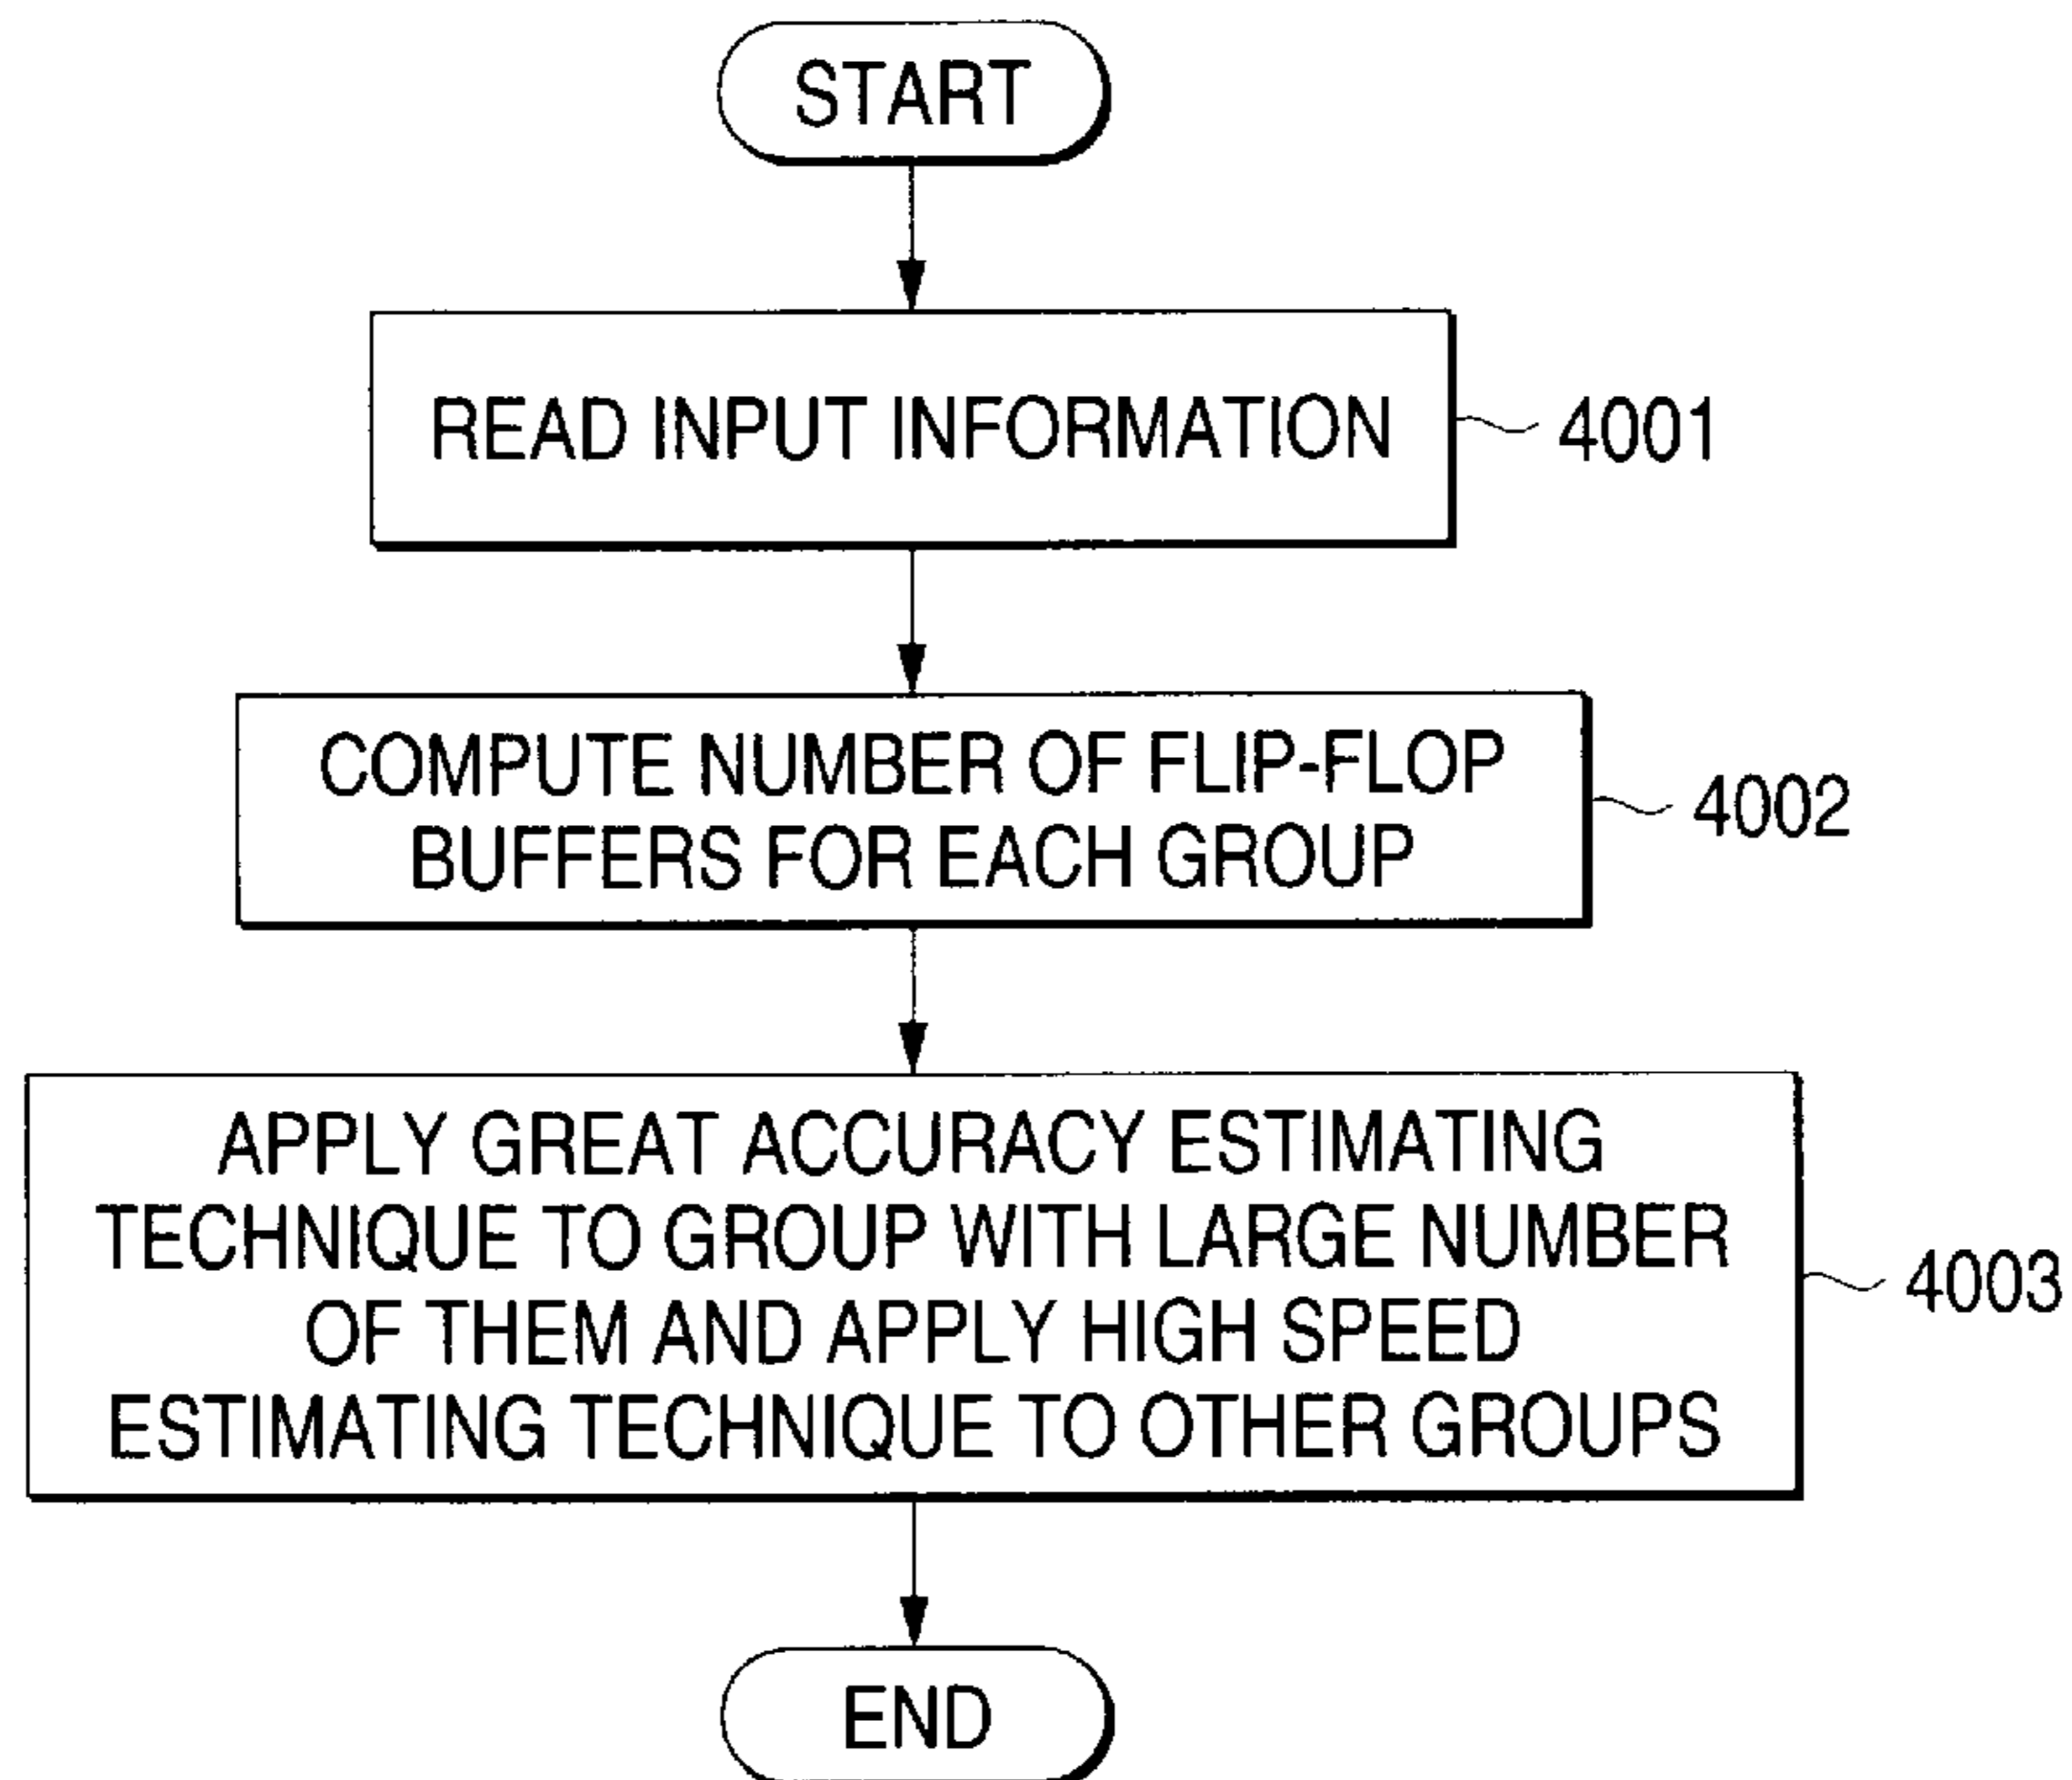 START
READ INPUT INFORMATION
4001
COMPUTE NUMBER OF FLIP-FLOP
BUFFERS FOR EACH GROUP
4002
APPLY GREAT ACCURACY ESTIMATING
TECHNIQUE TO GROUP WITH LARGE NUMBER
OF THEM AND APPLY HIGH SPEED
ESTIMATING TECHNIQUE TO OTHER GROUPS
4003
END